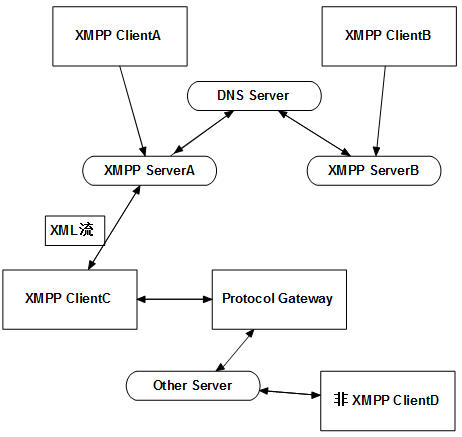 XMPP ClientA
XMPP ClientB
DNS Server
XMPP ServerA
XMPP ServerB
XML流
XMPP ClientC
Protocol Gateway
Other Server
非 XMPP ClientD